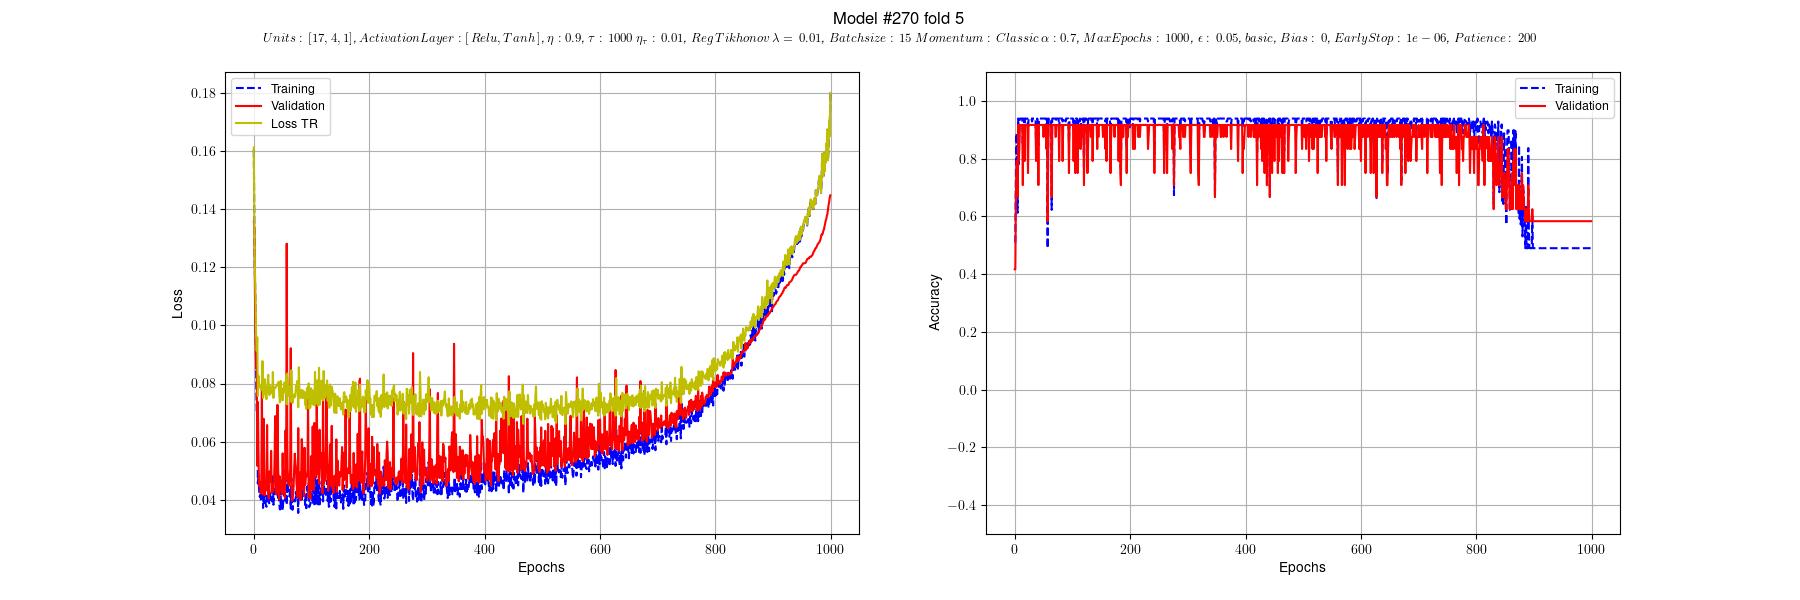 Model #270 fold 5
Units : [17, 4, 1], ActivationLayer : [Relu, Tanh], η : 0.9, τ : 1000 ητ : 0.01, RegTikhonov λ = 0.01, Batchsize : 15 Momentum : Classic α : 0.7, MaxEpochs : 1000, ϵ : 0.05, basic, Bias : 0, EarlyStop : 1e − 06, Patience : 200
Training
Validation
Loss TR
0.18
0.16
0.14
0.12
0.10
0.08
0.06
0.04
Loss
0 200 400 600 800 1000
Epochs
Training
Validation
1.0
0.8
0.6
0.4
0.2
0.0
−0.2
−0.4
Accuracy
0 200 400 600 800 1000
Epochs